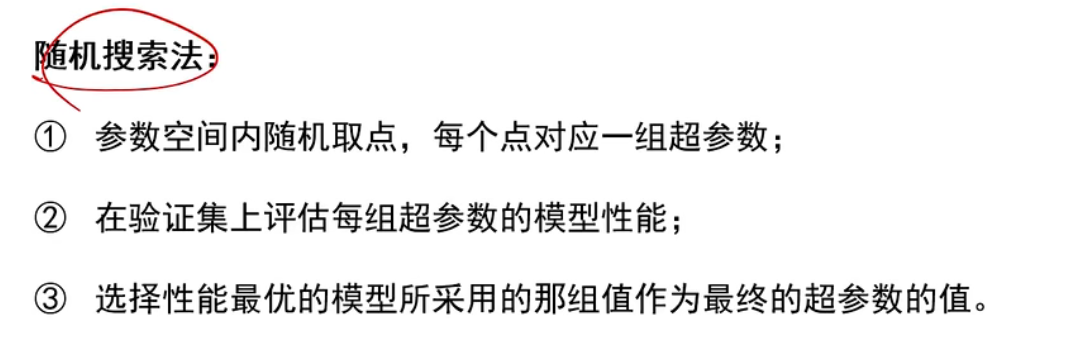 随机搜索法：
① 参数空间内随机取点，每个点对应一组超参数；
② 在验证集上评估每组超参数的模型性能；
③ 选择性能最优的模型所采用的那组值作为最终的超参数的值。